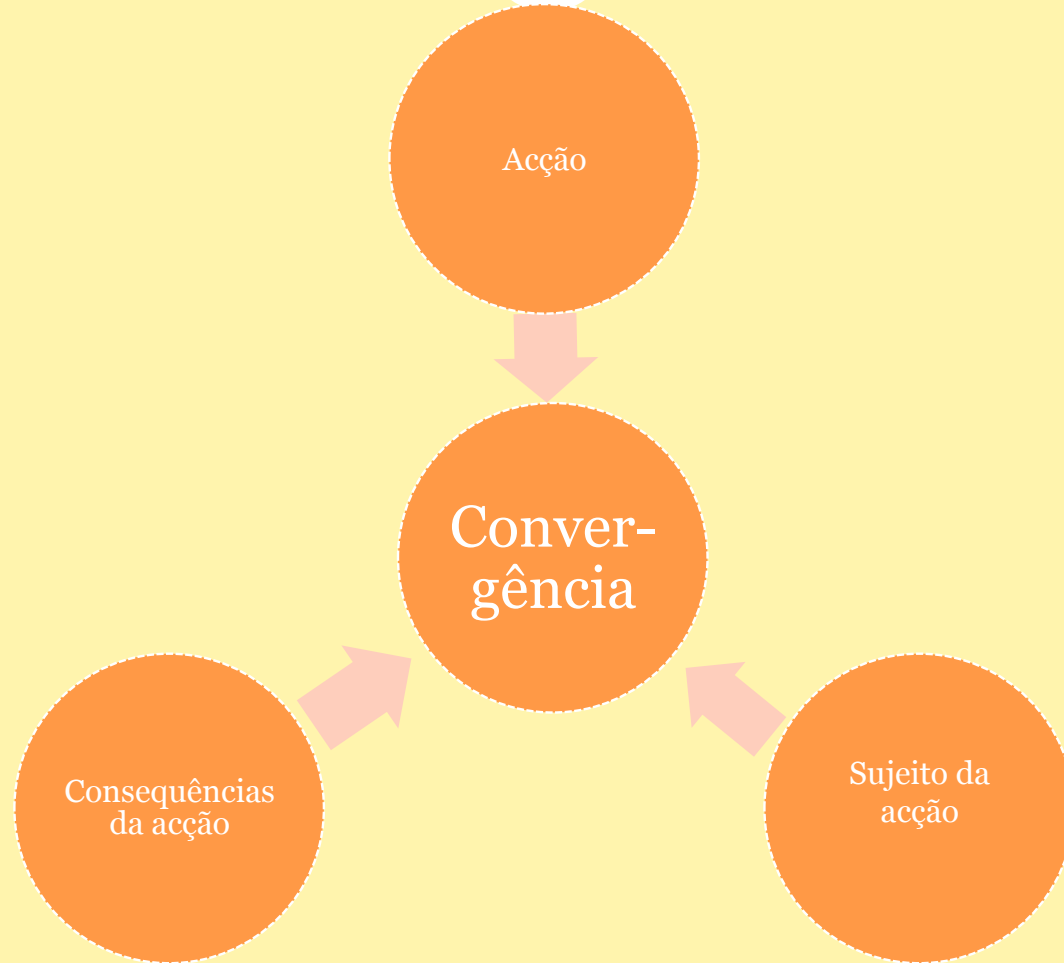 Acção
Conver-
gência
Consequências
da acção
Sujeito da
acção